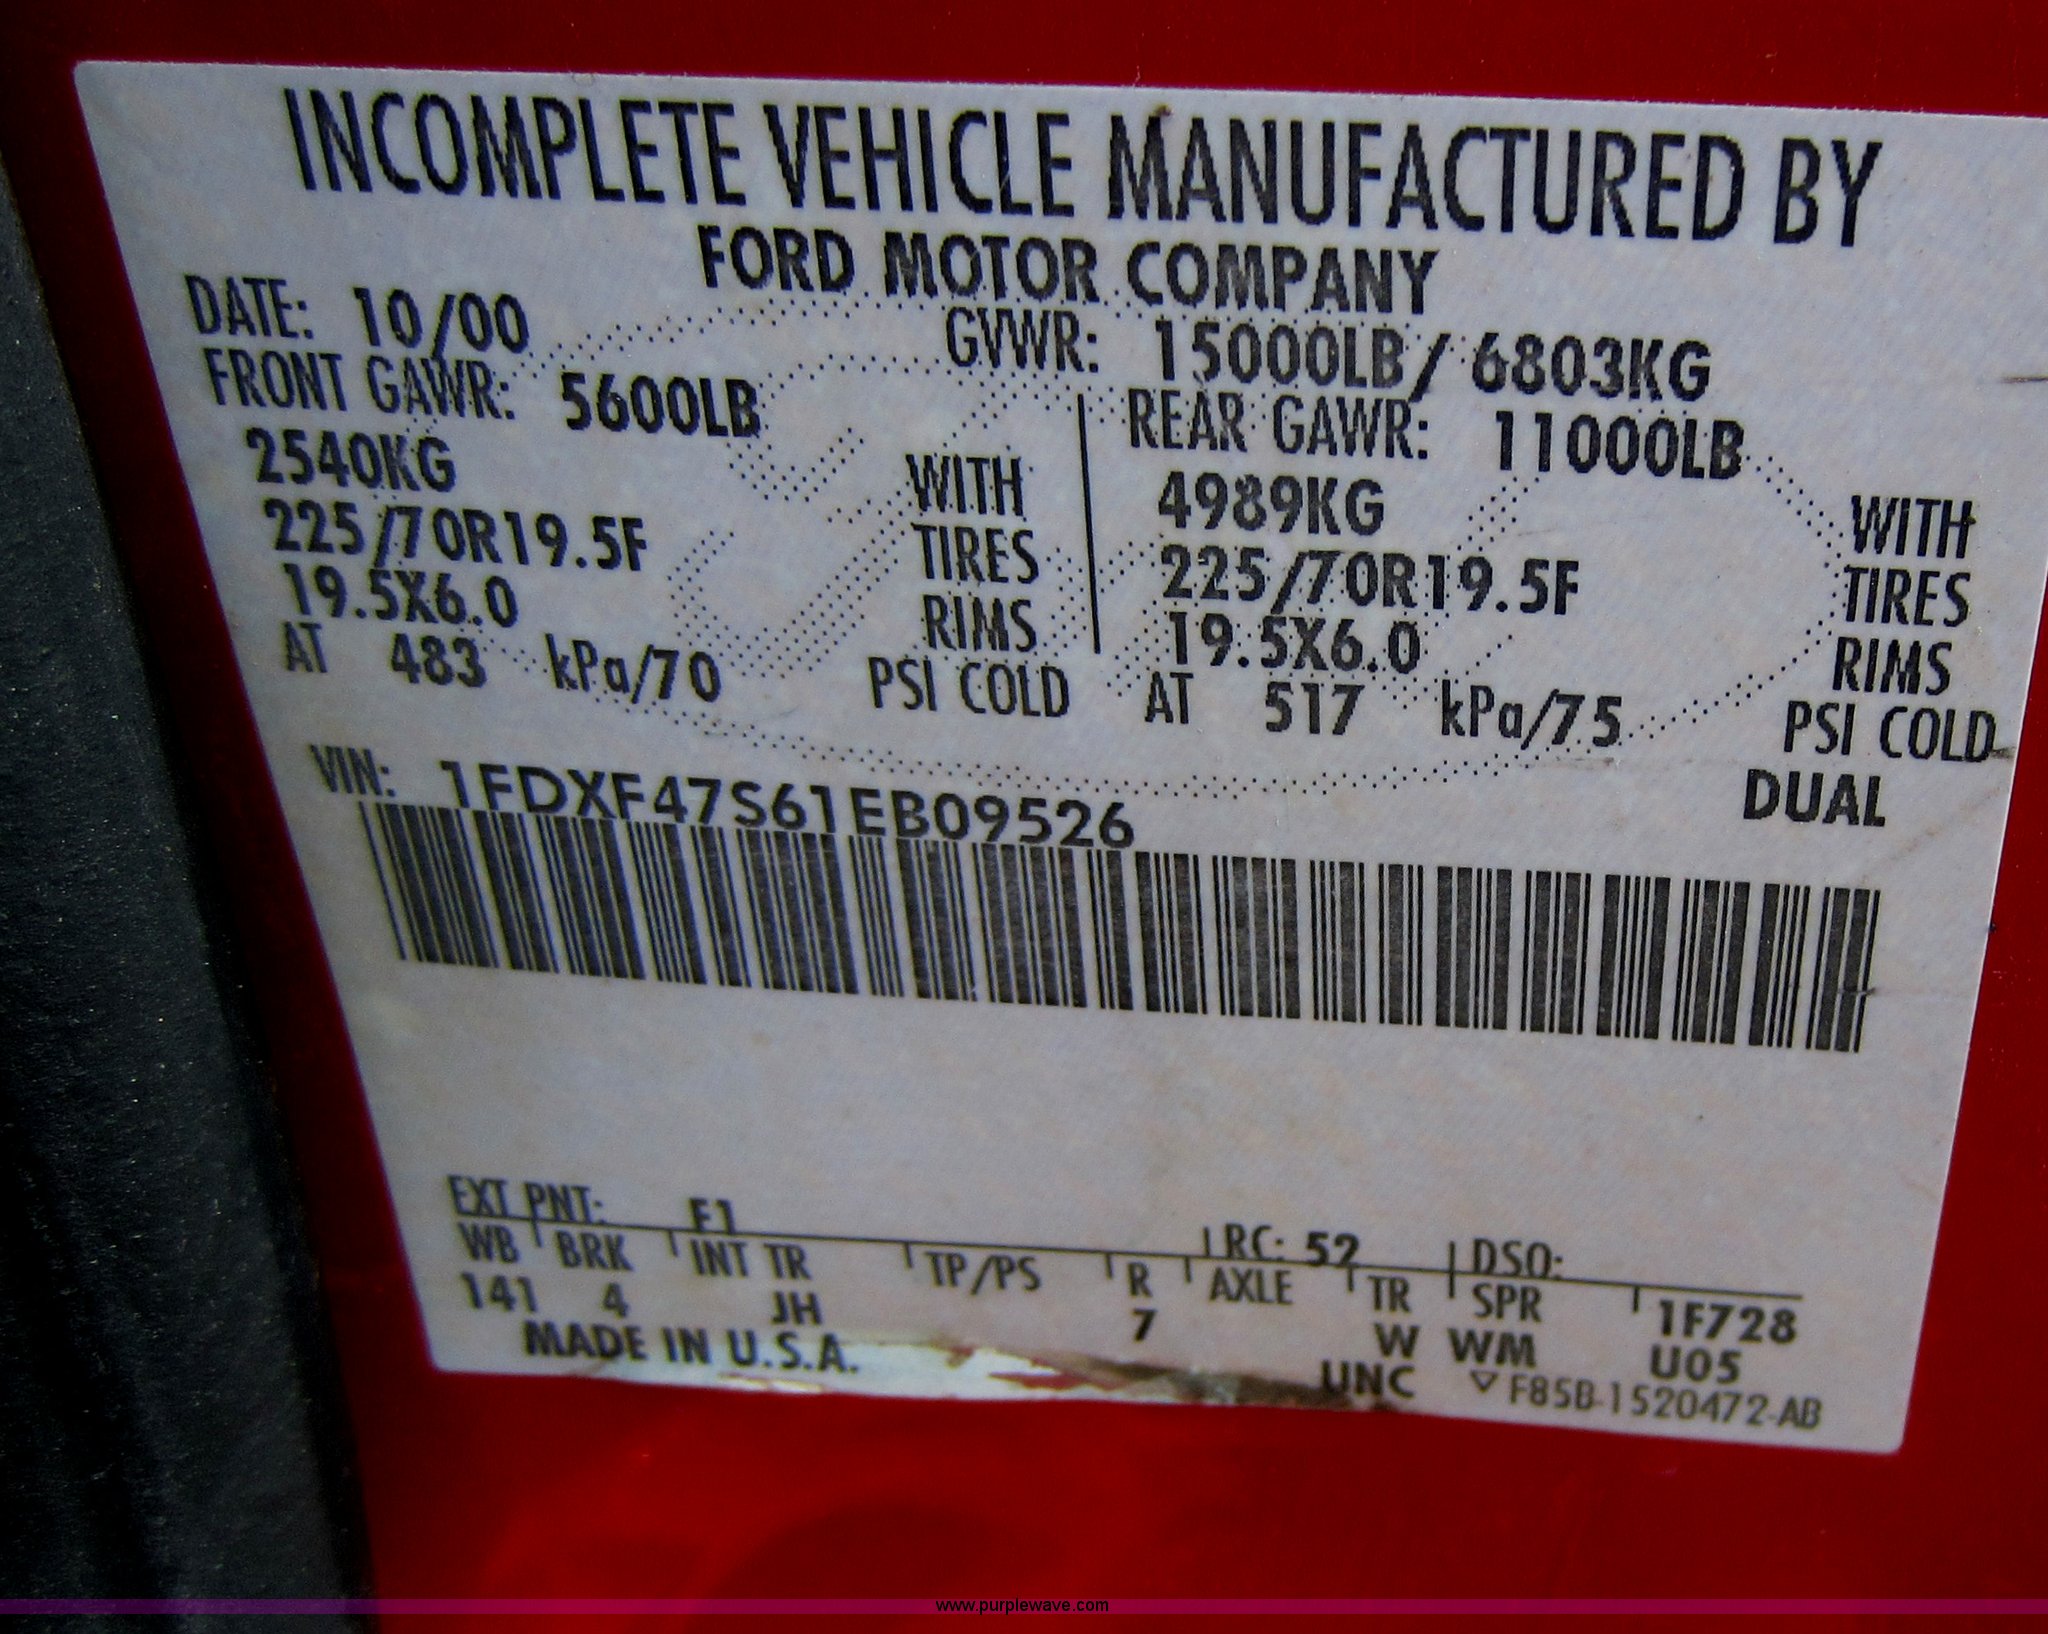 INCOMPLETE VEHICLE MANUFACTURED BY
FORD MOTOR COMPANY
DATE: 10/00 GVWR: 15000LB / 6803KG
FRONT GAWR: 5600LB REAR GAWR: 11000LB
2540KG WITH 4989KG WITH
225/70R19.5F TIRES 225/70R19.5F TIRES
19.5X6.0 RIMS 19.5X6.0 RIMS
AT 483 kPa/70 PSI COLD AT 517 kPa/75 PSI COLD
VIN: 1FDXF47S61EB09526 DUAL
EXT PNT: F1 RC: 52 DSO:
WB BRK INT TR TP/PS R AXLE TR SPR 1F728
141 4 JH 7 W WM U05
MADE IN U.S.A. UNC F85B-1520472-AB
www.purplewave.com